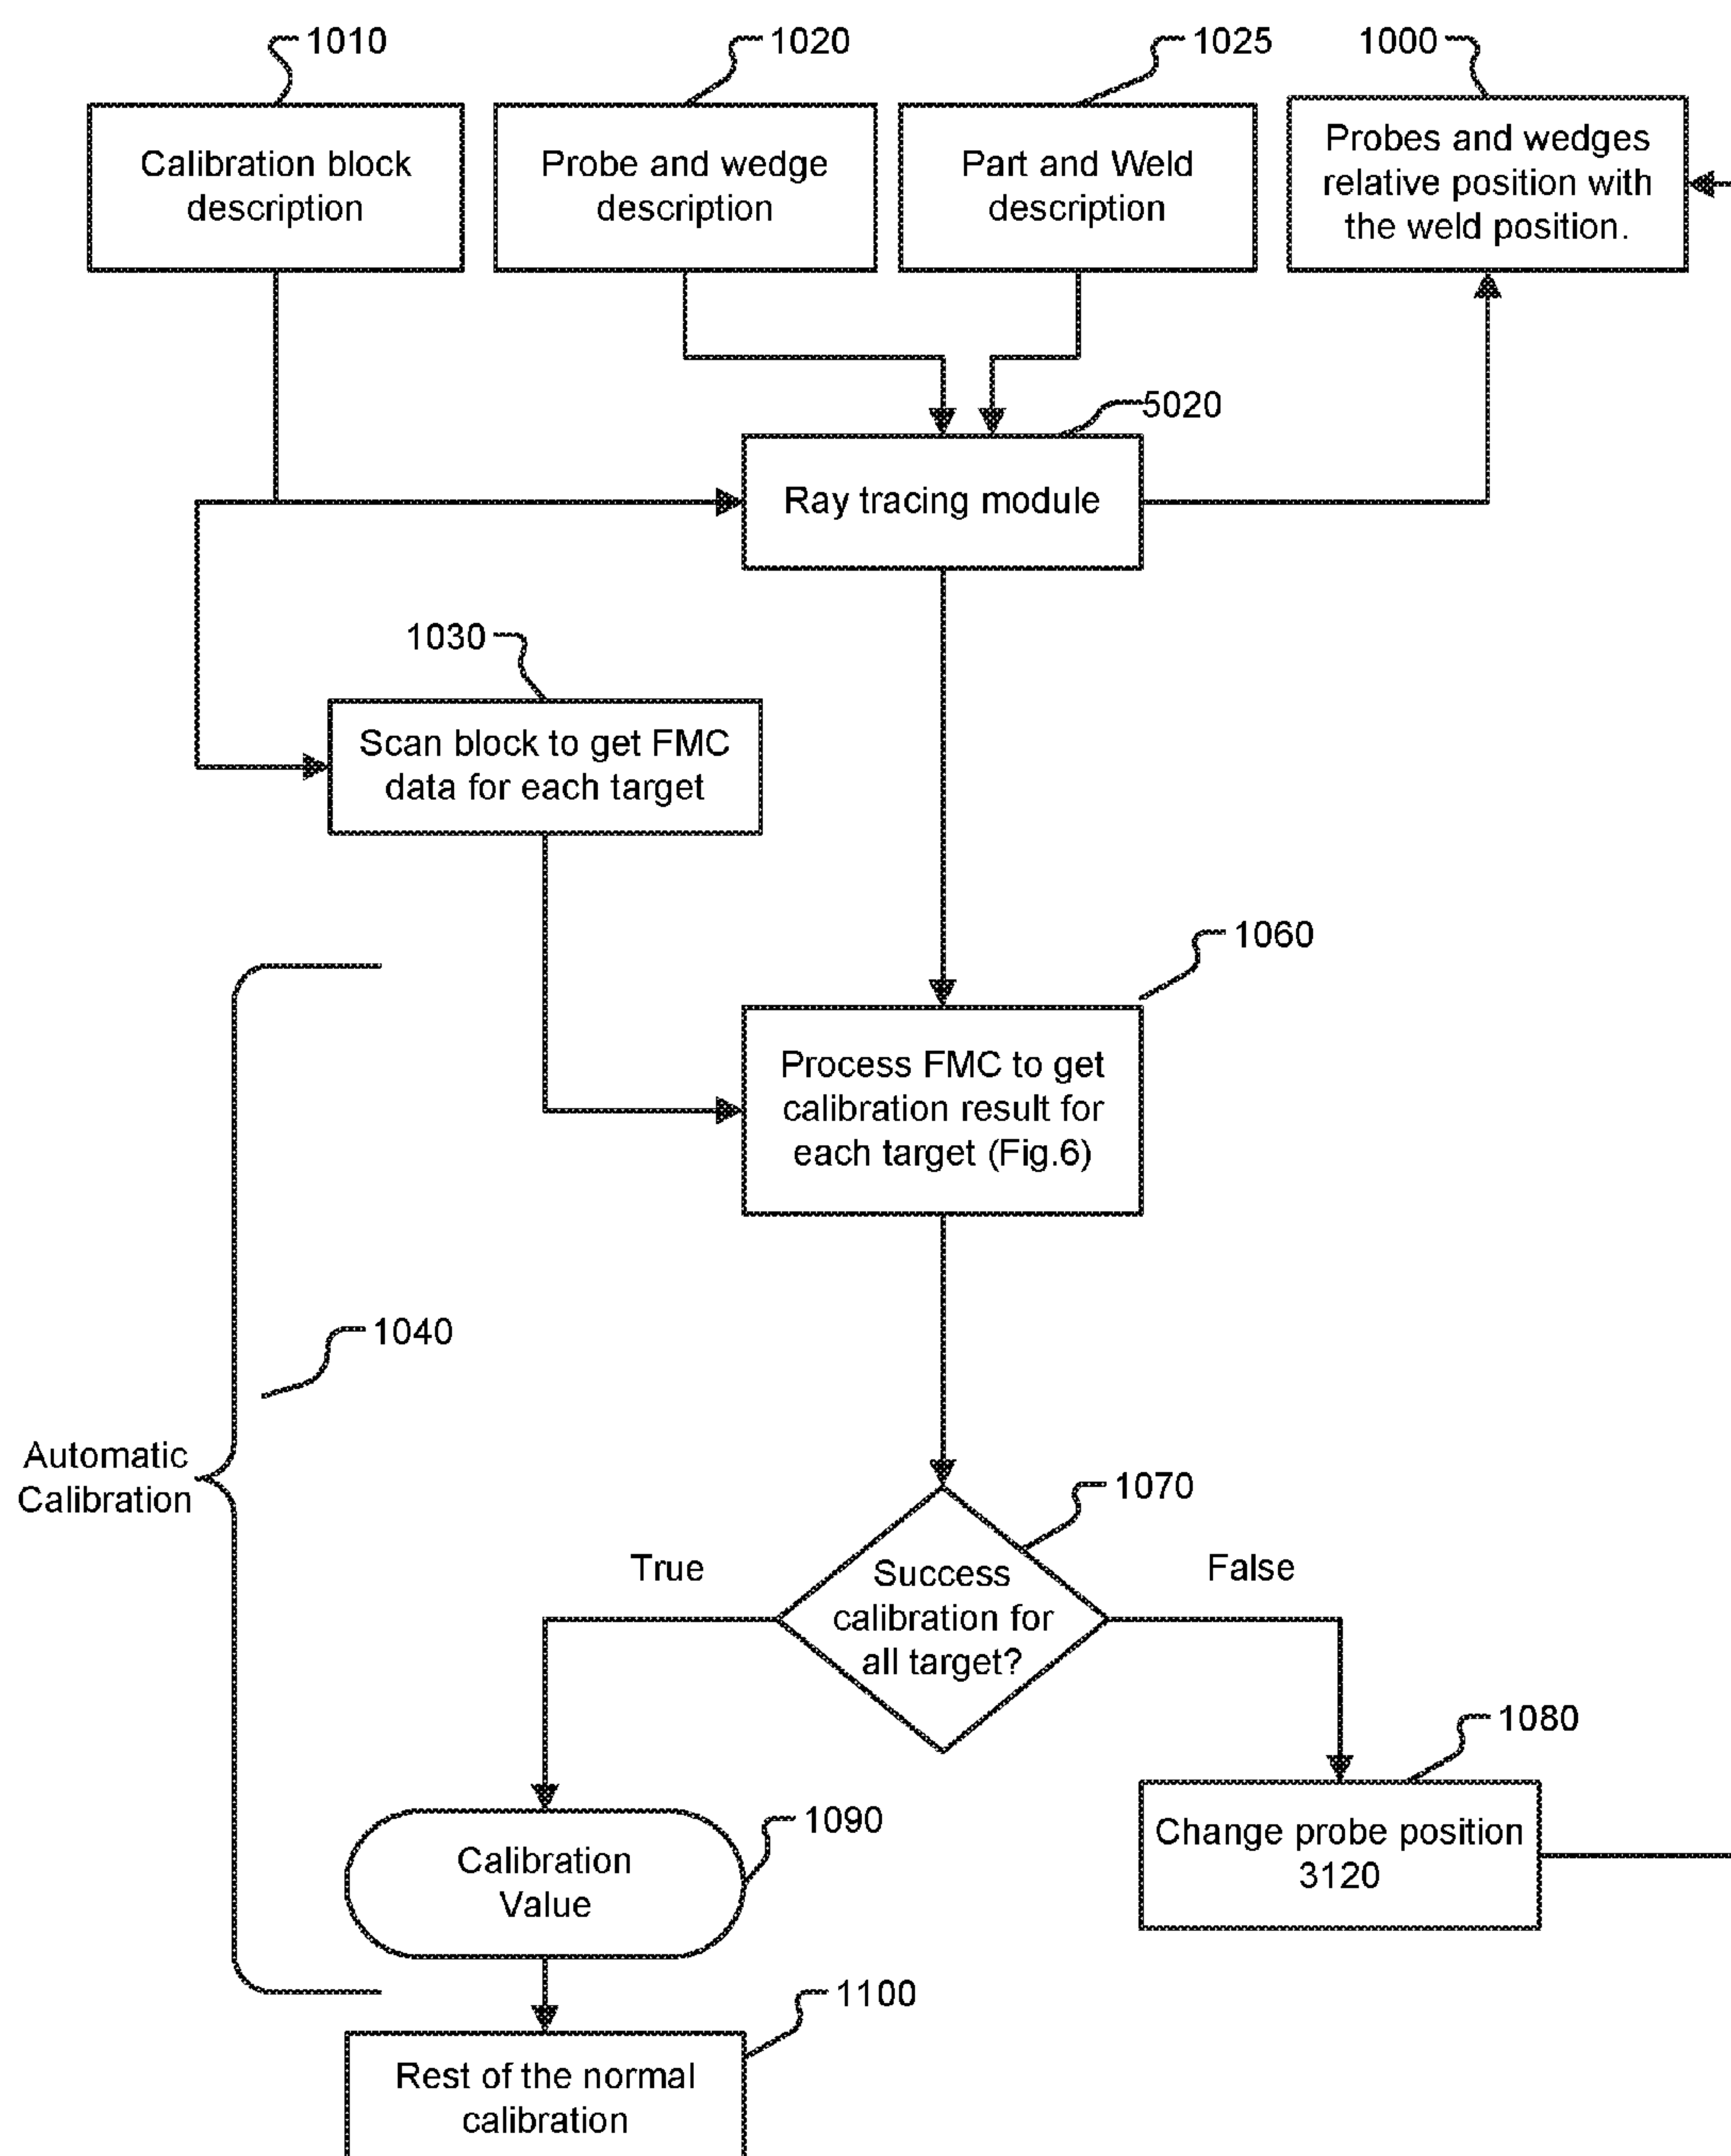 1010
1020
1025
1000
Calibration block
description
Probe and wedge
description
Part and Weld
description
Probes and wedges
relative position with
the weld position.
5020
Ray tracing module
1030
Scan block to get FMC
data for each target
1060
Process FMC to get
calibration result for
each target (Fig.6)
1040
Automatic
Calibration
1070
True
False
Success
calibration for
all target?
1080
Change probe position
3120
1090
Calibration
Value
1100
Rest of the normal
calibration